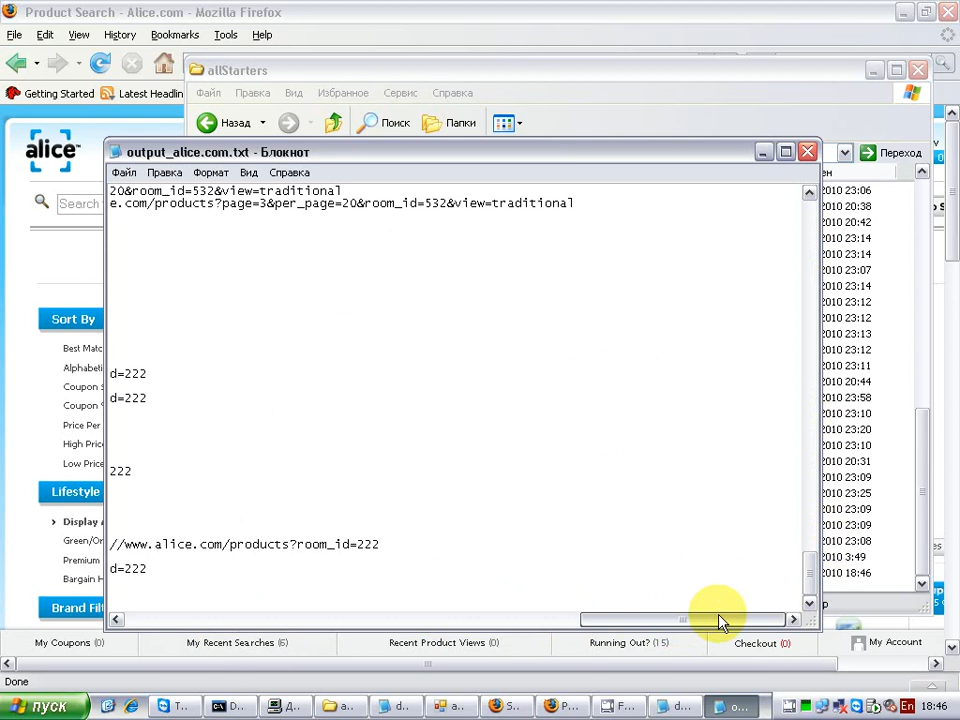 Product Search - Alice.com - Mozilla Firefox
File Edit View History Bookmarks Tools Help
allStarters
Getting Started Latest Headlin
Файл Правка Вид Избранное Сервис Справка
Назад Поиск Папки
alice
output_alice.com.txt - Блокнот
Переход
Файл Правка Формат Вид Справка
20&room_id=532&view=traditional
e.com/products?page=3&per_page=20&room_id=532&view=traditional
d=222
d=222
222
//www.alice.com/products?room_id=222
d=222
Search
Sort By
Best Mat
Alphabeti
Coupon
Coupon
Price Per
High Price
Low Price
Lifestyle
Display
Green/Or
Premium
Bargain H
Brand Filt
ен
2010 23:06
2010 20:38
2010 20:42
2010 23:14
2010 23:14
2010 23:07
2010 23:14
2010 23:12
2010 23:12
2010 23:13
2010 23:12
2010 23:11
2010 20:44
2010 23:58
2010 23:10
2010 23:20
2010 23:10
2010 20:31
2010 23:09
2010 23:25
2010 23:09
2010 23:09
2010 23:08
2010 3:49
2010 18:46
My Coupons (0) My Recent Searches (6) Recent Product Views (0) Running Out? (15) Checkout (0) My Account
Done
пуск T... D... Д... a... d... a... S... P... F... d... o... En 18:46